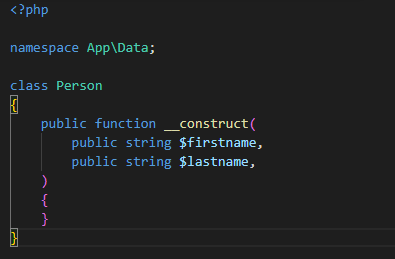 <?php
namespace App\Data;
class Person
{
    public function __construct(
        public string $firstname,
        public string $lastname,
    )
    {
    }
}